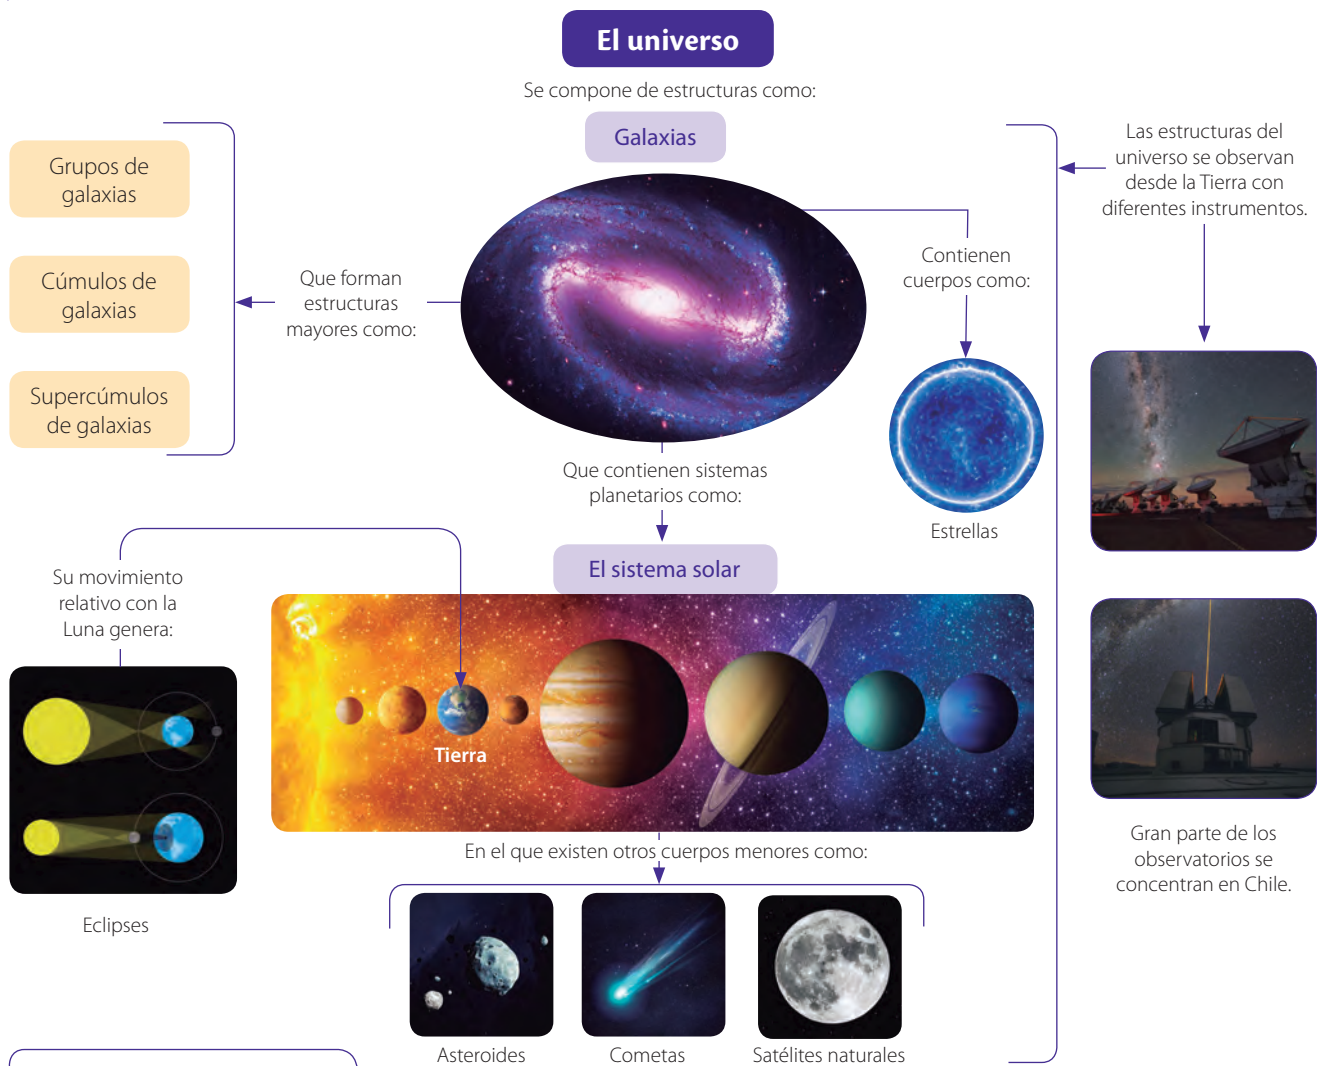 El universo
Se compone de estructuras como:
Galaxias
Grupos de
galaxias
Cúmulos de
galaxias
Supercúmulos
de galaxias
Que forman
estructuras
mayores como:
Contienen
cuerpos como:
Estrellas
Las estructuras del
universo se observan
desde la Tierra con
diferentes instrumentos.
Que contienen sistemas
planetarios como:
El sistema solar
Su movimiento
relativo con la
Luna genera:
Tierra
Eclipses
En el que existen otros cuerpos menores como:
Asteroides
Cometas
Satélites naturales
Gran parte de los
observatorios se
concentran en Chile.